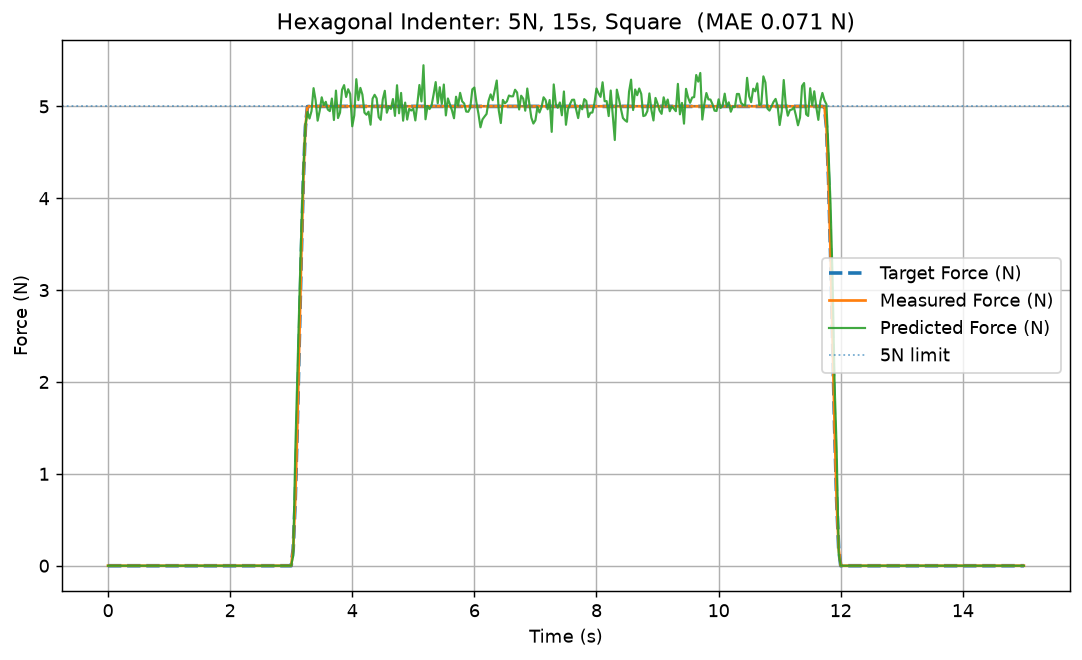 Hexagonal Indenter: 5N, 15s, Square  (MAE 0.071 N)
Force (N)
5
4
3
2
1
0
Target Force (N)
Measured Force (N)
Predicted Force (N)
5N limit
0 2 4 6 8 10 12 14
Time (s)